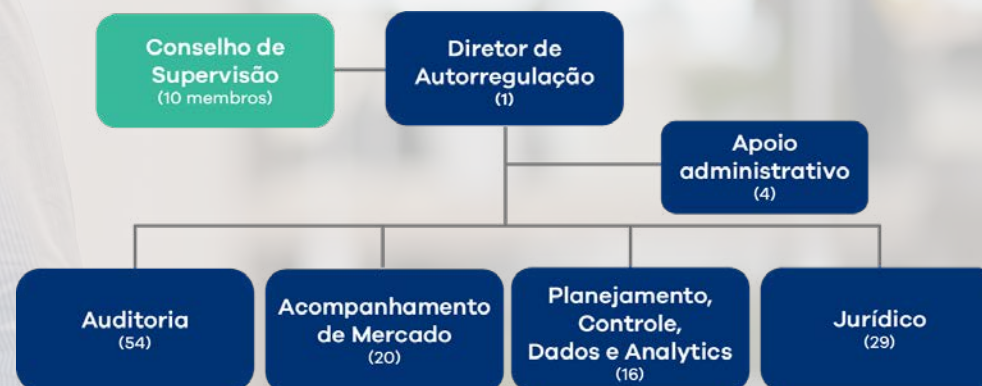 Conselho de
Supervisão
(10 membros)
Diretor de
Autorregulação
(1)
Apoio
administrativo
(4)
Auditoria
(54)
Acompanhamento
de Mercado
(20)
Planejamento,
Controle,
Dados e Analytics
(16)
Jurídico
(29)